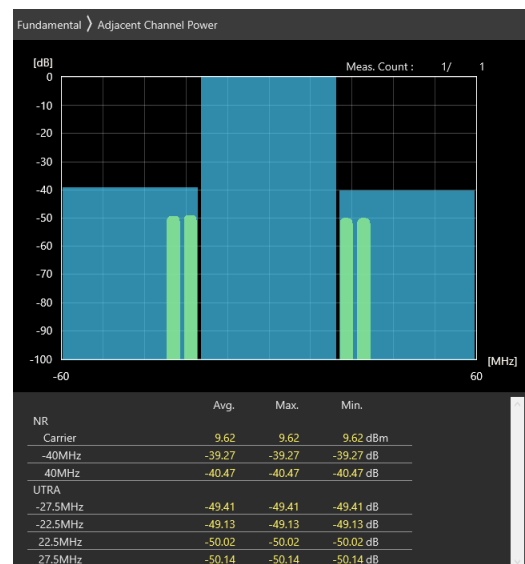 Fundamental 〉 Adjacent Channel Power
[dB]
Meas. Count : 1/ 1
0
-10
-20
-30
-40
-50
-60
-70
-80
-90
-100
[MHz]
-60 60
Avg. Max. Min.
NR
Carrier 9.62 9.62 9.62 dBm
-40MHz -39.27 -39.27 -39.27 dB
40MHz -40.47 -40.47 -40.47 dB
UTRA
-27.5MHz -49.41 -49.41 -49.41 dB
-22.5MHz -49.13 -49.13 -49.13 dB
22.5MHz -50.02 -50.02 -50.02 dB
27.5MHz -50.14 -50.14 -50.14 dB